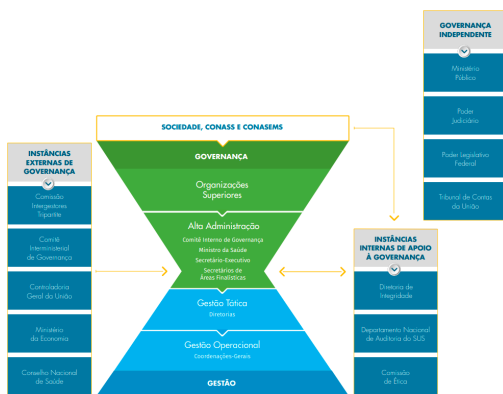 GOVERNANÇA
INDEPENDENTE
Ministério
Público
Poder
Judiciário
Poder Legislativo
Federal
Tribunal de Contas
da União
SOCIEDADE, CONASS E CONASEMS
GOVERNANÇA
Organizações
Superiores
Alta Administração
Comitê Interno de Governança
Ministro da Saúde
Secretário-Executivo
Secretários de
Áreas Finalísticas
Gestão Tática
Diretorias
Gestão Operacional
Coordenações-Gerais
GESTÃO
INSTÂNCIAS
EXTERNAS DE
GOVERNANÇA
Comissão
Intergestores
Tripartite
Comitê
Interministerial
de Governança
Controladoria
Geral da União
Ministério
da Economia
Conselho Nacional
de Saúde
INSTÂNCIAS
INTERNAS DE APOIO
À GOVERNANÇA
Diretoria de
Integridade
Departamento Nacional
de Auditoria do SUS
Comissão
de Ética